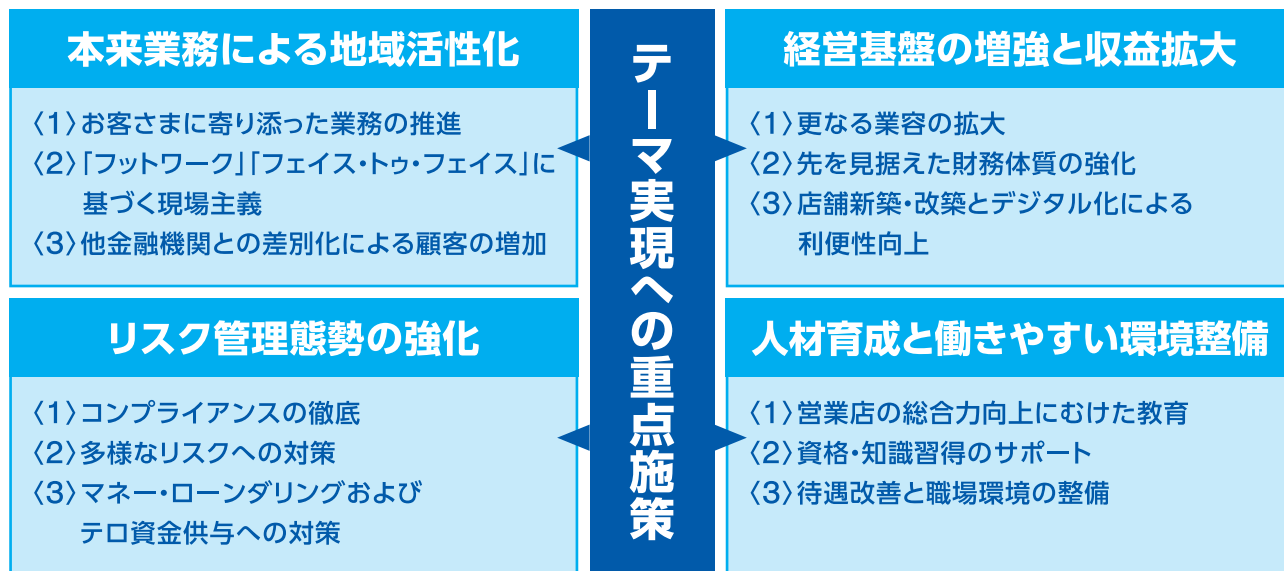 本来業務による地域活性化
〈1〉お客さまに寄り添った業務の推進
〈2〉「フットワーク」「フェイス・トゥ・フェイス」に
基づく現場主義
〈3〉他金融機関との差別化による顧客の増加
テーマ実現への重点施策
経営基盤の増強と収益拡大
〈1〉更なる業容の拡大
〈2〉先を見据えた財務体質の強化
〈3〉店舗新築・改築とデジタル化による
利便性向上
リスク管理態勢の強化
〈1〉コンプライアンスの徹底
〈2〉多様なリスクへの対策
〈3〉マネー・ローンダリングおよび
テロ資金供与への対策
人材育成と働きやすい環境整備
〈1〉営業店の総合力向上にむけた教育
〈2〉資格・知識習得のサポート
〈3〉待遇改善と職場環境の整備